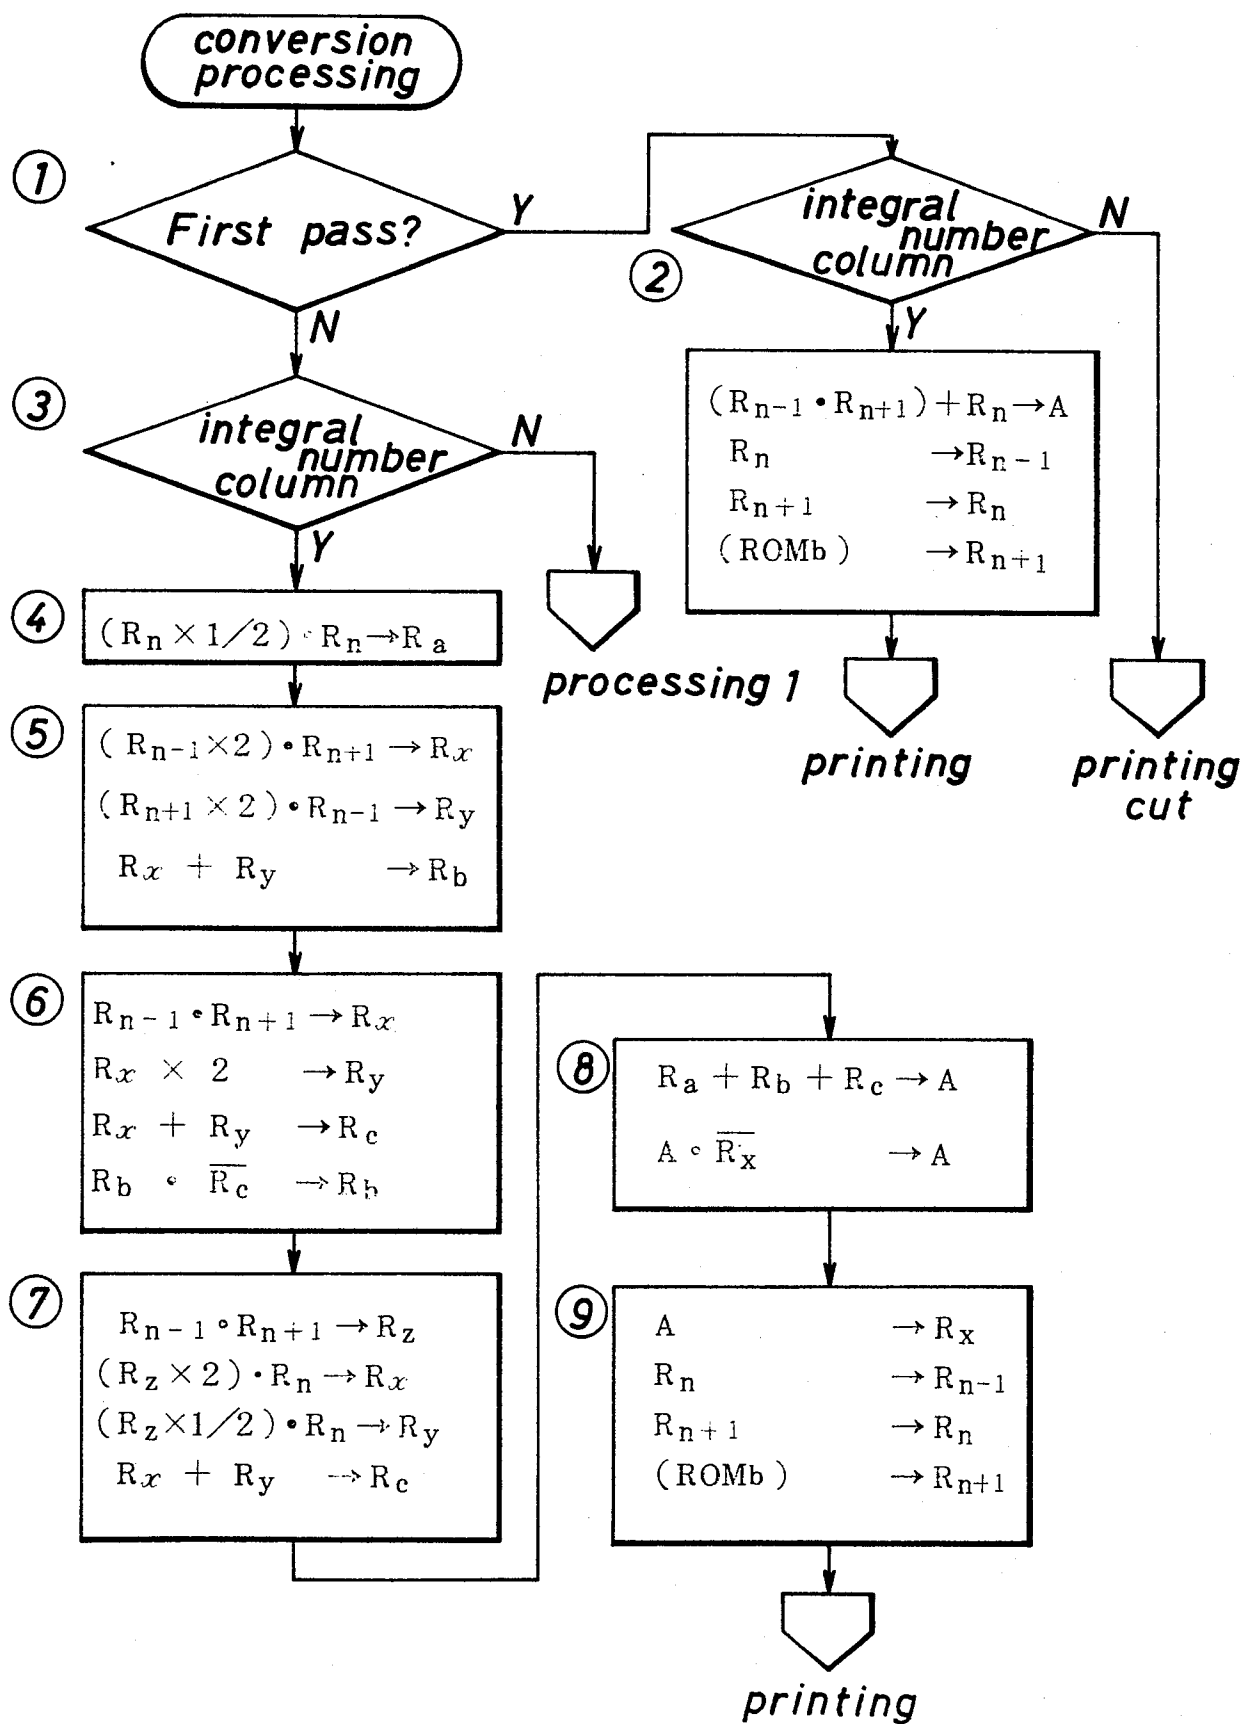 conversion
processing
①
First pass?
Y
N
②
integral
number
column
N
Y
(Rn-1・Rn+1)+Rn→A
Rn →Rn-1
Rn+1 →Rn
(ROMb) →Rn+1
printing
printing
cut
③
integral
number
column
N
Y
processing 1
④
(Rn×1/2)・Rn→Ra
⑤
(Rn-1×2)・Rn+1→Rx
(Rn+1×2)・Rn-1→Ry
Rx + Ry →Rb
⑥
Rn-1・Rn+1→Rx
Rx × 2 →Ry
Rx + Ry →Rc
Rb ・ R̅c̅ →Rb
⑦
Rn-1・Rn+1→Rz
(Rz×2)・Rn→Rx
(Rz×1/2)・Rn→Ry
Rx + Ry →Rc
⑧
Ra+Rb+Rc→A
A・R̅x̅ →A
⑨
A →Rx
Rn →Rn-1
Rn+1 →Rn
(ROMb) →Rn+1
printing